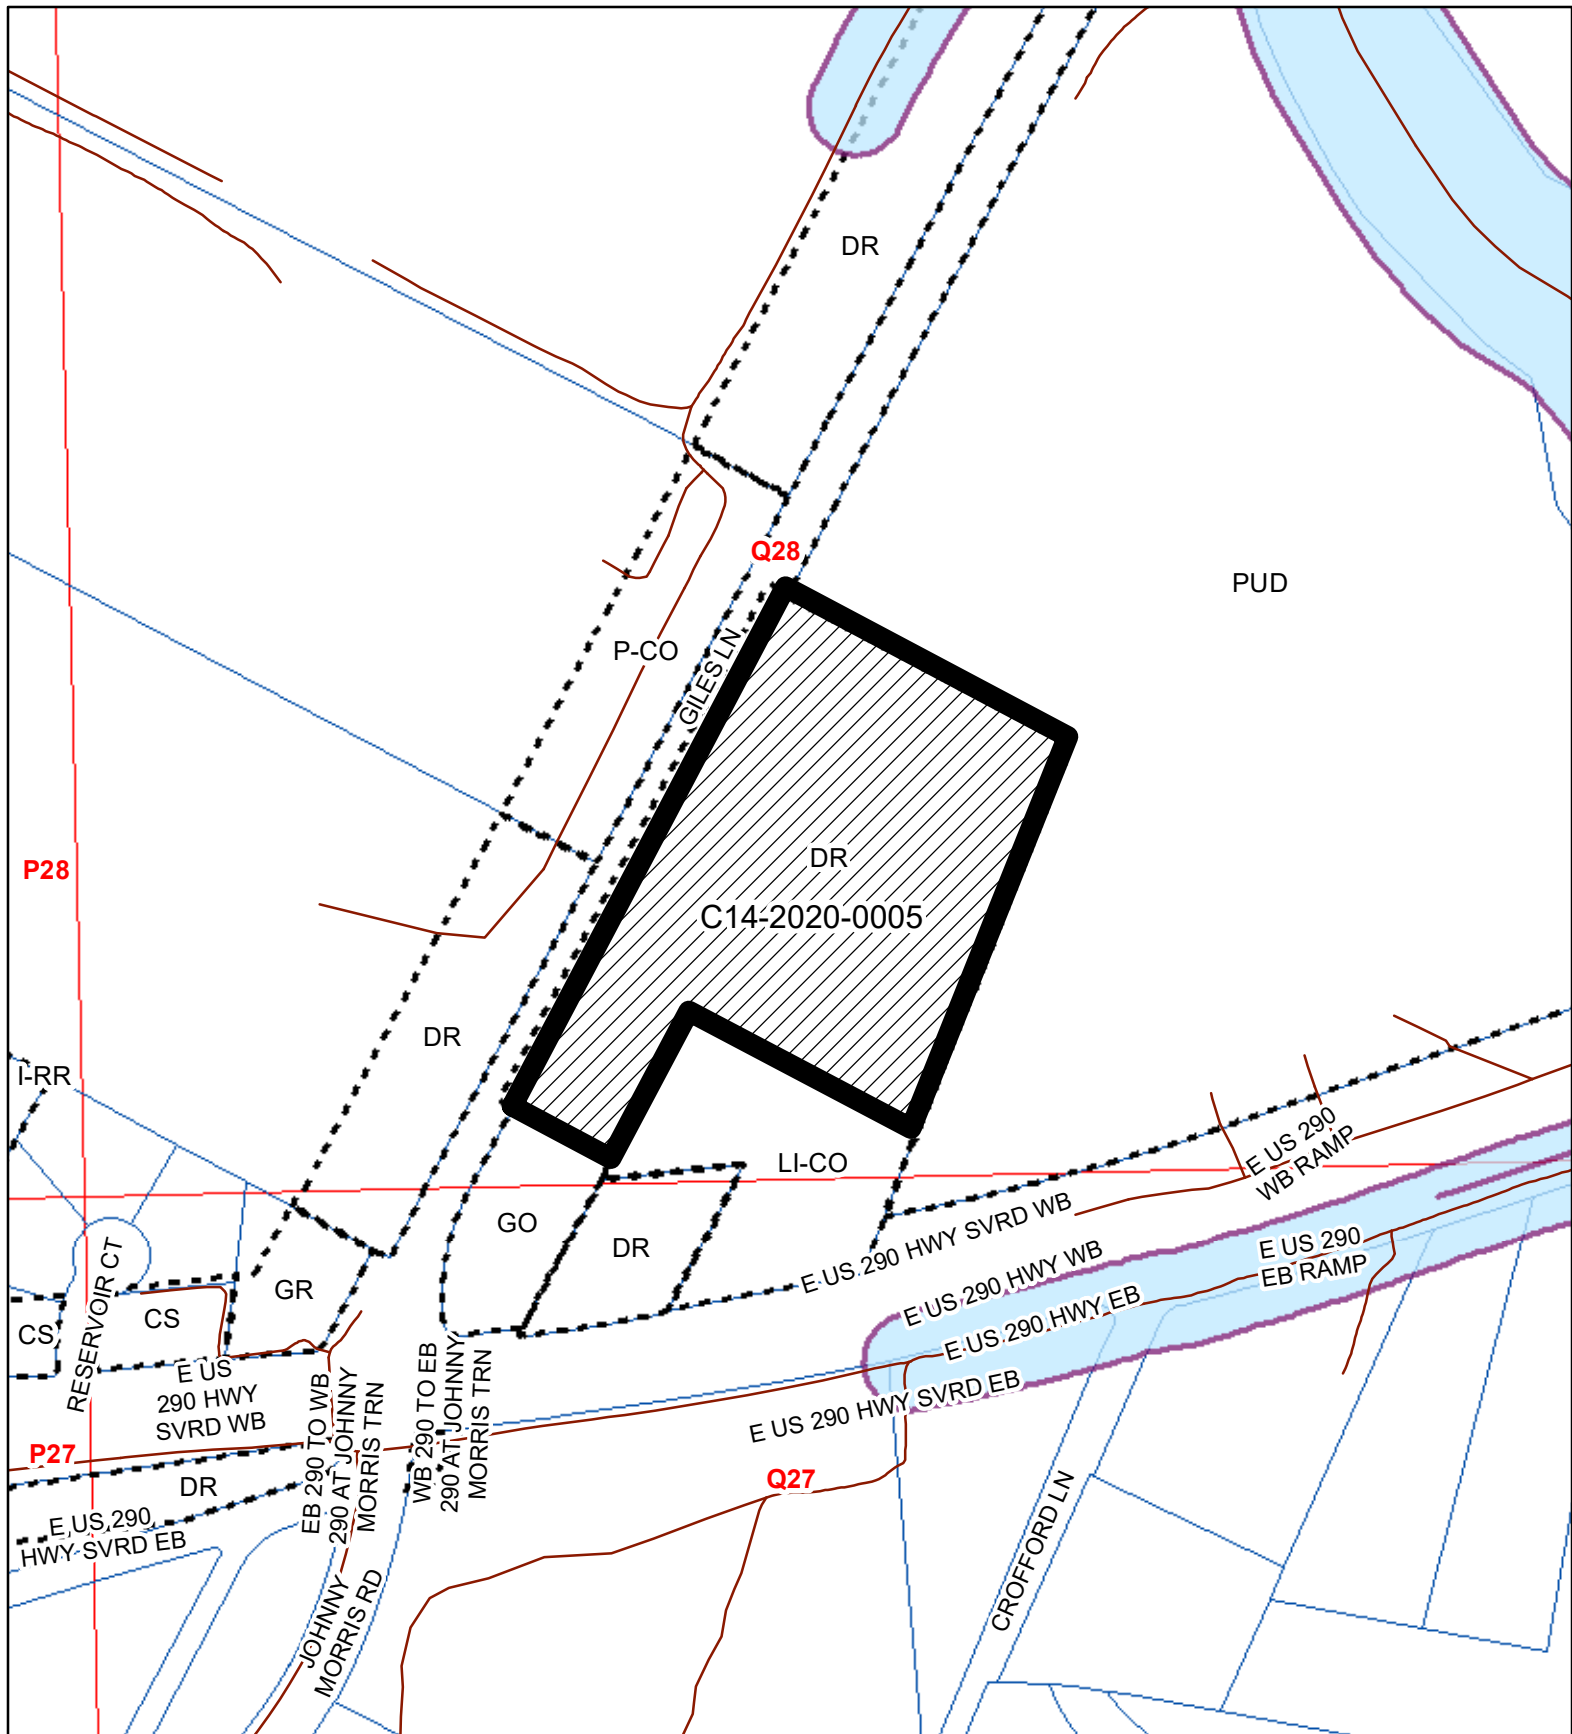 DR
Q28
PUD
P-CO
GILES LN
DR
C14-2020-0005
P28
DR
I-RR
LI-CO
E US 290
WB RAMP
GO
DR
E US 290 HWY SVRD WB
E US 290 HWY WB
E US 290
EB RAMP
GR
RESERVOIR CT
CS
CS
E US 290 HWY EB
E US
290 HWY
SVRD WB
EB 290 TO WB
290 AT JOHNNY
MORRIS TRN
WB 290 TO EB
290 AT JOHNNY
MORRIS TRN
E US 290 HWY SVRD EB
P27
Q27
DR
E US 290
HWY SVRD EB
CROFFORD LN
JOHNNY
MORRIS RD